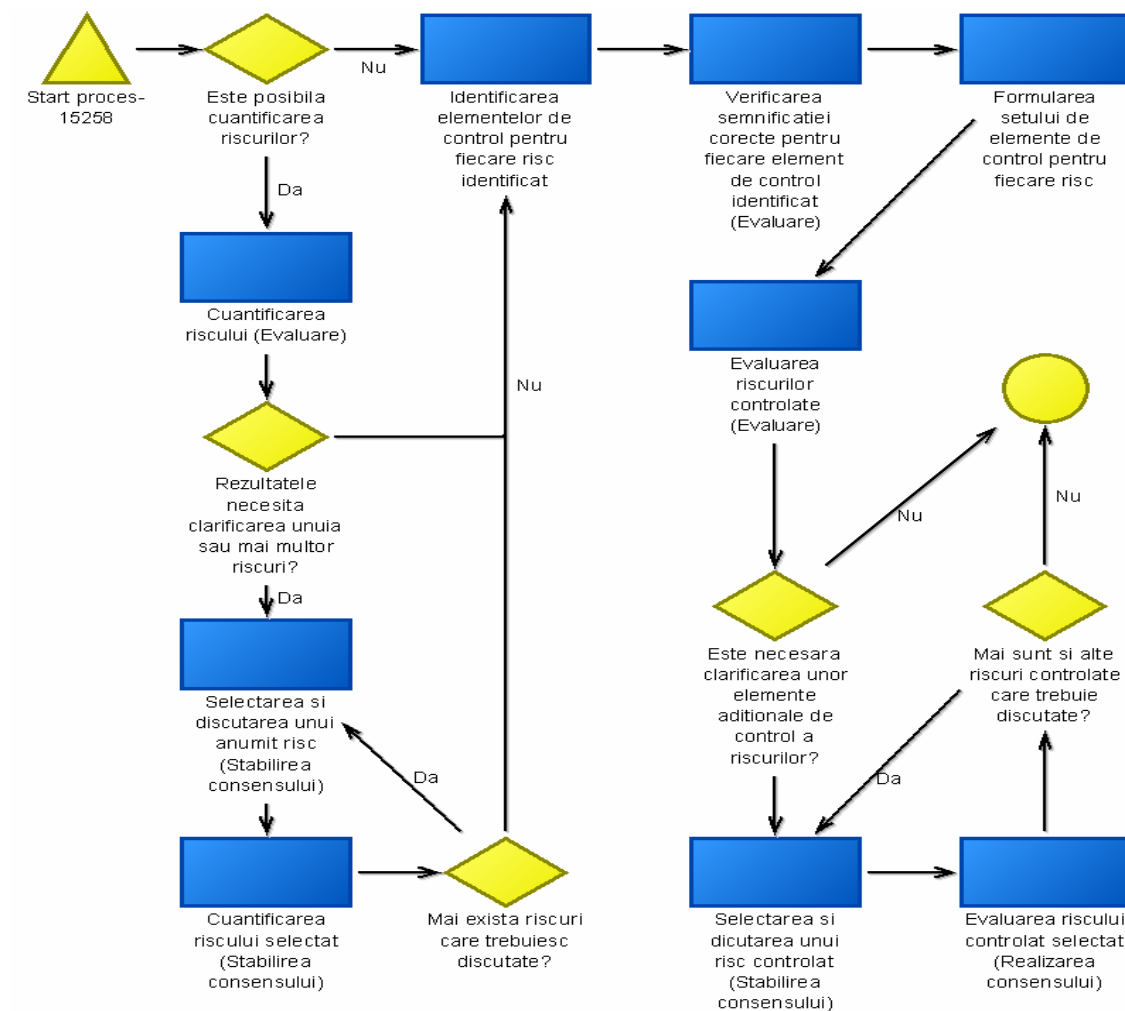 Start proces-
15258
Este posibila
cuantificarea
riscurilor?
Nu
Identificarea
elementelor de
control pentru
fiecare risc
identificat
Verificarea
semnificatiei
corecte pentru
fiecare element
de control
identificat
(Evaluare)
Formularea
setului de
elemente de
control pentru
fiecare risc
Da
Cuantificarea
riscului (Evaluare)
Rezultatele
necesita
clarificarea unuia
sau mai multor
riscuri?
Nu
Da
Selectarea si
discutarea unui
anumit risc
(Stabilirea
consensului)
Da
Cuantificarea
riscului selectat
(Stabilirea
consensului)
Mai exista riscuri
care trebuiesc
discutate?
Evaluarea
riscurilor
controlate
(Evaluare)
Nu
Nu
Este necesara
clarificarea unor
elemente
aditionale de
control a
riscurilor?
Mai sunt si alte
riscuri controlate
care trebuie
discutate?
Da
Selectarea si
dicutarea unui
risc controlat
(Stabilirea
consensului)
Evaluarea riscului
controlat selectat
(Realizarea
consensului)